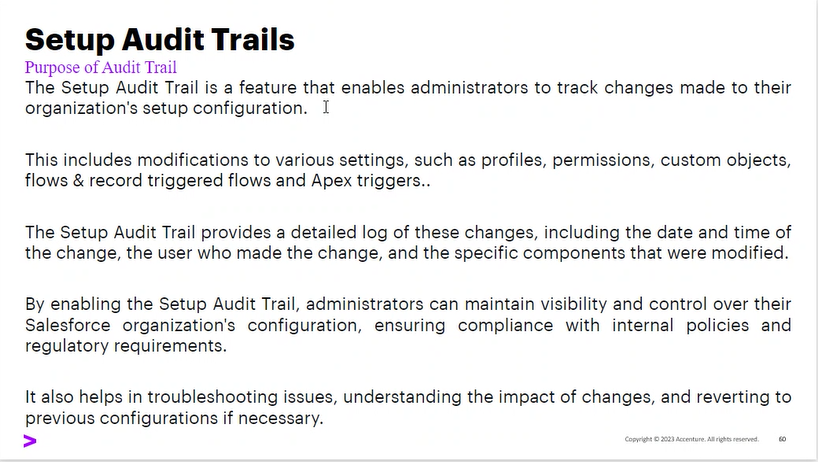 Setup Audit Trails
Purpose of Audit Trail
The Setup Audit Trail is a feature that enables administrators to track changes made to their
organization's setup configuration.
This includes modifications to various settings, such as profiles, permissions, custom objects,
flows & record triggered flows and Apex triggers..
The Setup Audit Trail provides a detailed log of these changes, including the date and time of
the change, the user who made the change, and the specific components that were modified.
By enabling the Setup Audit Trail, administrators can maintain visibility and control over their
Salesforce organization's configuration, ensuring compliance with internal policies and
regulatory requirements.
It also helps in troubleshooting issues, understanding the impact of changes, and reverting to
previous configurations if necessary.
Copyright © 2023 Accenture. All rights reserved. 60